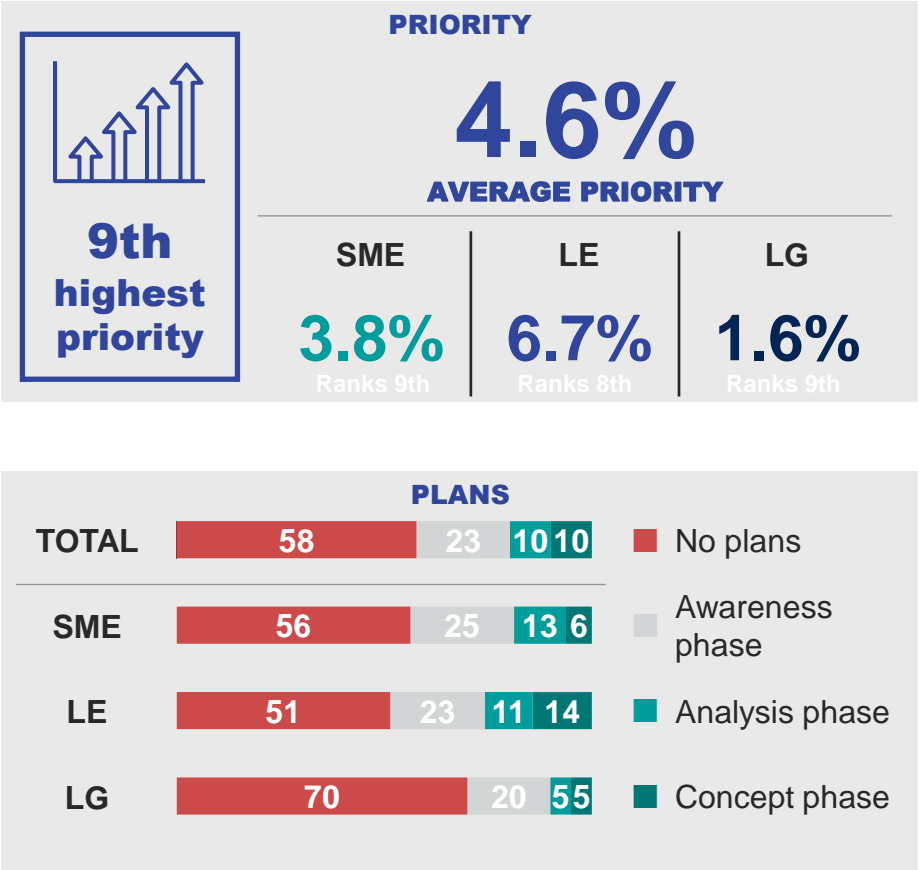 PRIORITY
9th
highest
priority
4.6%
AVERAGE PRIORITY
SME
LE
LG
3.8%
6.7%
1.6%
Ranks 9th
Ranks 8th
Ranks 9th
PLANS
TOTAL 58 23 10 10
SME 56 25 13 6
LE 51 23 11 14
LG 70 20 5 5
No plans
Awareness
phase
Analysis phase
Concept phase